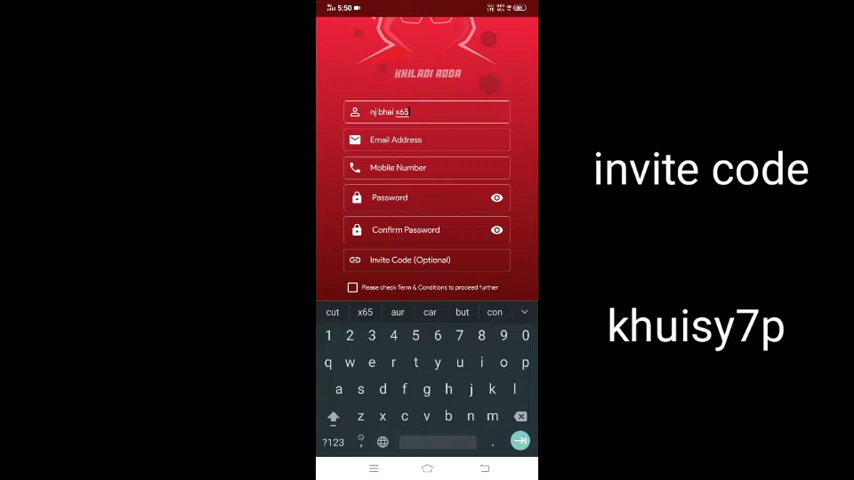 5:50
KHILADI ADDA
nj bhai x65
Email Address
Mobile Number
Password
Confirm Password
Invite Code (Optional)
Please check Term & Conditions to proceed further
cut x65 aur car but con
1 2 3 4 5 6 7 8 9 0
q w e r t y u i o p
a s d f g h j k l
z x c v b n m
?123 , .
invite code
khuisy7p